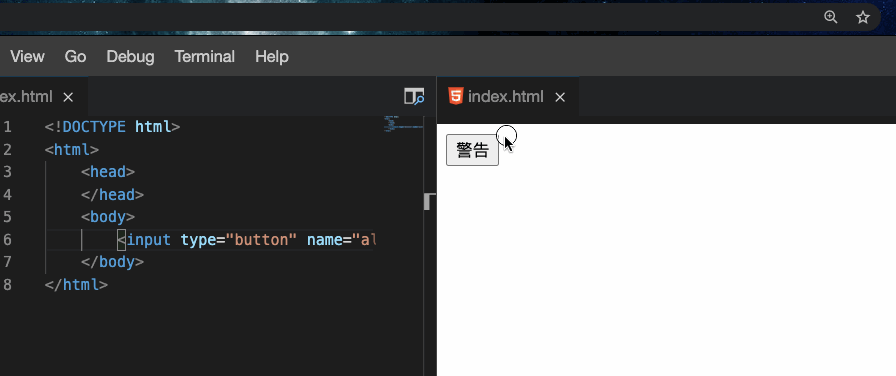 View Go Debug Terminal Help
ex.html
index.html
1 <!DOCTYPE html>
2 <html>
3 <head>
4 </head>
5 <body>
6 <input type="button" name="al
7 </body>
8 </html>
警告